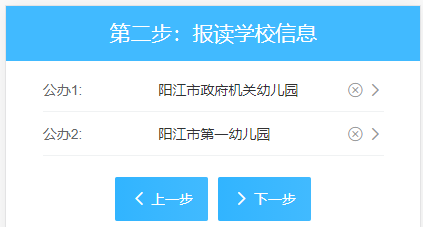 第二步：报读学校信息
公办1: 阳江市政府机关幼儿园
公办2: 阳江市第一幼儿园
上一步 下一步